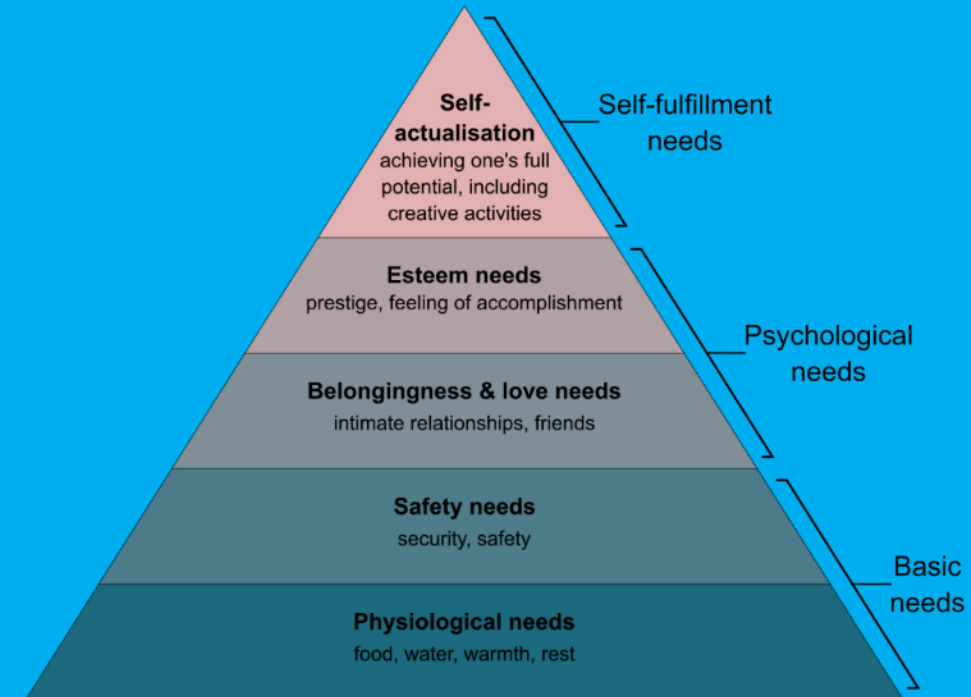 Self-
actualisation
achieving one's full
potential, including
creative activities
Self-fulfillment
needs
Esteem needs
prestige, feeling of accomplishment
Psychological
needs
Belongingness & love needs
intimate relationships, friends
Safety needs
security, safety
Basic
needs
Physiological needs
food, water, warmth, rest